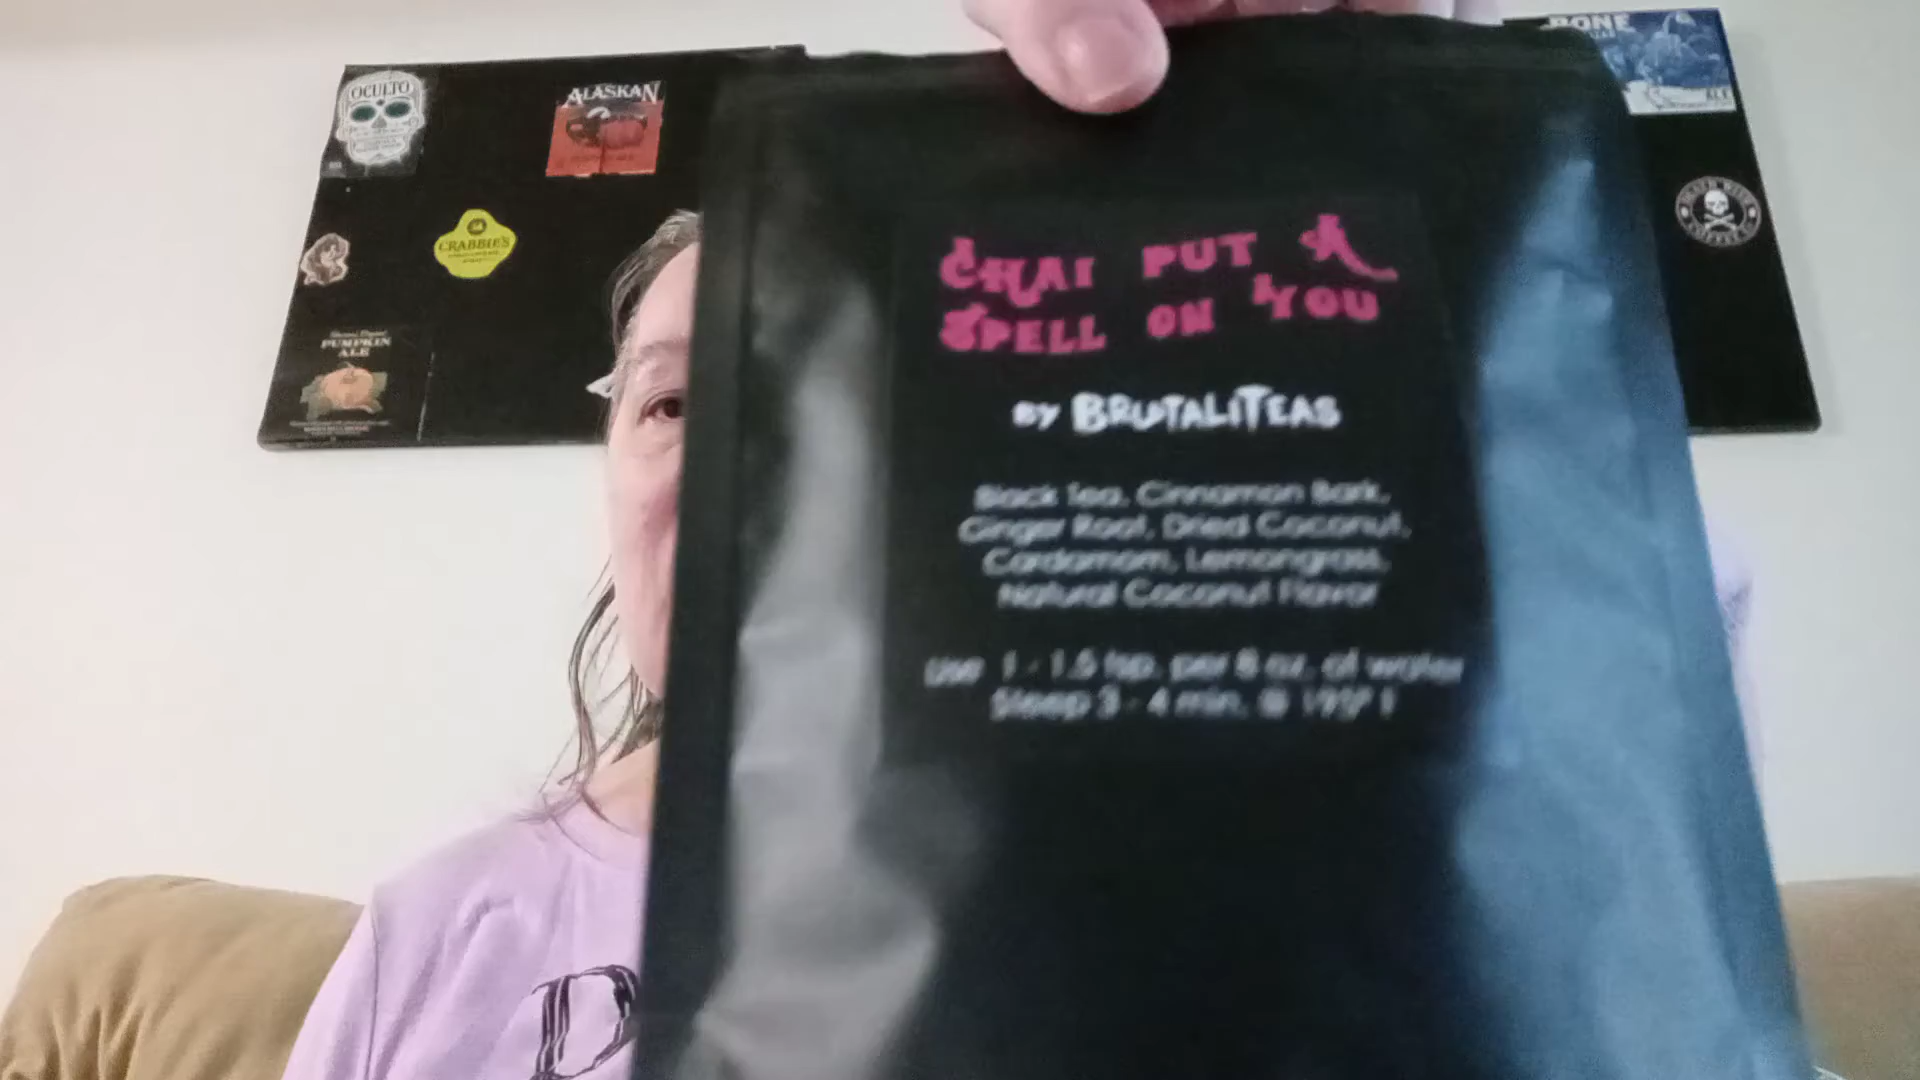 OCULTO
ALASKAN
BONE
ALE
CRABBIE'S
PUMPKIN
ALE
CHAI PUT A
SPELL ON YOU
BY BRUTALITEAS
Black Tea, Cinnamon Bark,
Ginger Root, Dried Coconut,
Cardamom, Lemongrass,
Natural Coconut Flavor
Use 1 - 1.5 tsp. per 8 oz. of water
Steep 3 - 4 min. @